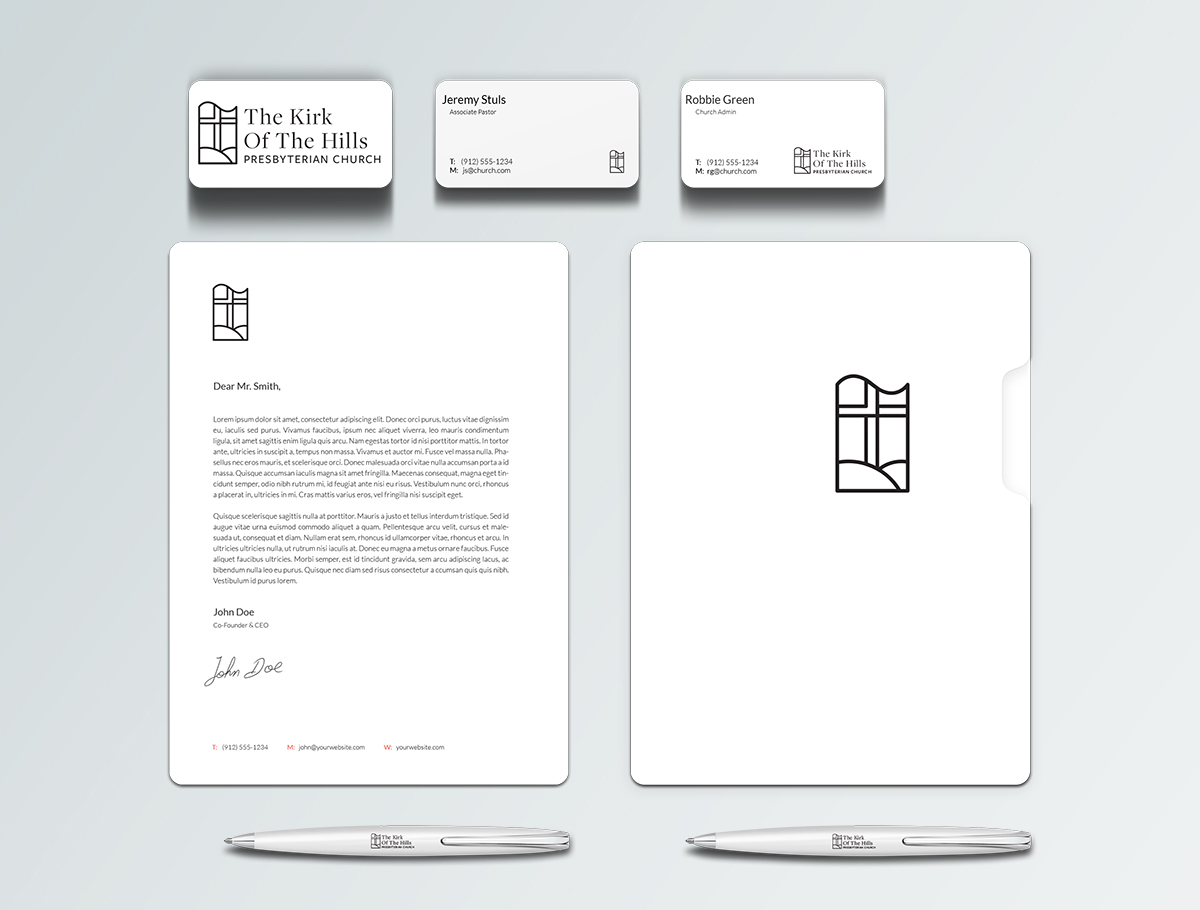 The Kirk
Of The Hills
PRESBYTERIAN CHURCH
Jeremy Stuls
Associate Pastor
T: (912) 555-1234
M: js@church.com
Robbie Green
Church Admin
T: (912) 555-1234
M: rg@church.com
The Kirk
Of The Hills
PRESBYTERIAN CHURCH
Dear Mr. Smith,
Lorem ipsum dolor sit amet, consectetur adipiscing elit. Donec orci purus, luctus vitae dignissim
eu, iaculis sed purus. Vivamus faucibus, ipsum nec aliquet viverra, leo mauris condimentum
ligula, sit amet sagittis enim ligula quis arcu. Nam egestas tortor id nisi porttitor mattis. In tortor
ante, ultricies in suscipit a, tempus non massa. Vivamus et auctor mi. Fusce vel massa nulla. Pha-
sellus nec eros mauris, et scelerisque orci. Donec malesuada orci vitae nulla accumsan porta a id
massa. Quisque accumsan iaculis magna sit amet fringilla. Maecenas consequat, magna eget tin-
cidunt semper, odio nibh rutrum mi, id feugiat ante nisi eu risus. Vestibulum nunc orci, rhoncus
a placerat in, ultricies in mi. Cras mattis varius eros, vel fringilla nisi suscipit eget.
Quisque scelerisque sagittis nulla at porttitor. Mauris a justo et tellus interdum tristique. Sed id
augue vitae urna euismod commodo aliquet a quam. Pellentesque arcu velit, cursus et male-
suada ut, consequat et diam. Nullam erat sem, rhoncus id ullamcorper vitae, rhoncus et arcu. In
ultricies ultricies nulla, ut rutrum nisi iaculis at. Donec eu magna a metus ornare faucibus. Fusce
aliquet faucibus ultricies. Morbi semper, est id tincidunt gravida, sem arcu adipiscing lacus, ac
bibendum nulla leo eu purus. Quisque nec diam sed risus consectetur a ccumsan quis quis nibh.
Vestibulum id purus lorem.
John Doe
Co-Founder & CEO
John Doe
T: (912) 555-1234 M: john@yourwebsite.com W: yourwebsite.com
The Kirk
Of The Hills
PRESBYTERIAN CHURCH
The Kirk
Of The Hills
PRESBYTERIAN CHURCH